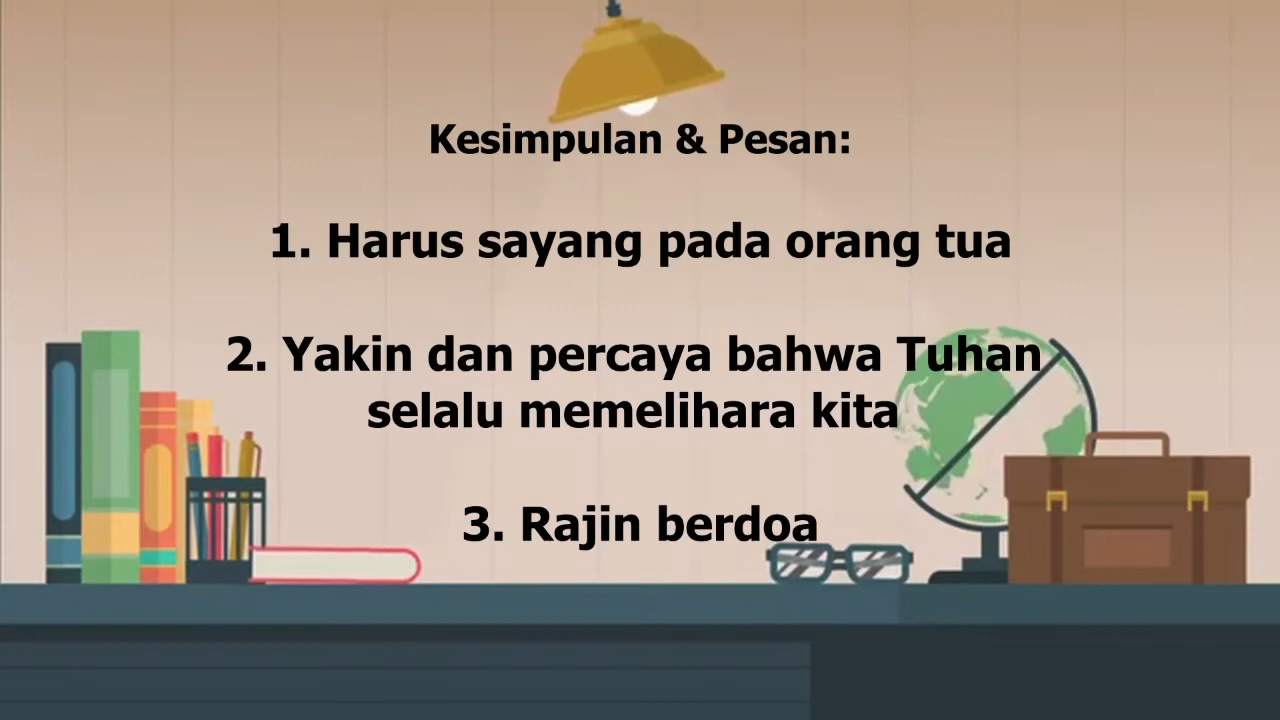 Kesimpulan & Pesan:
1. Harus sayang pada orang tua
2. Yakin dan percaya bahwa Tuhan
selalu memelihara kita
3. Rajin berdoa